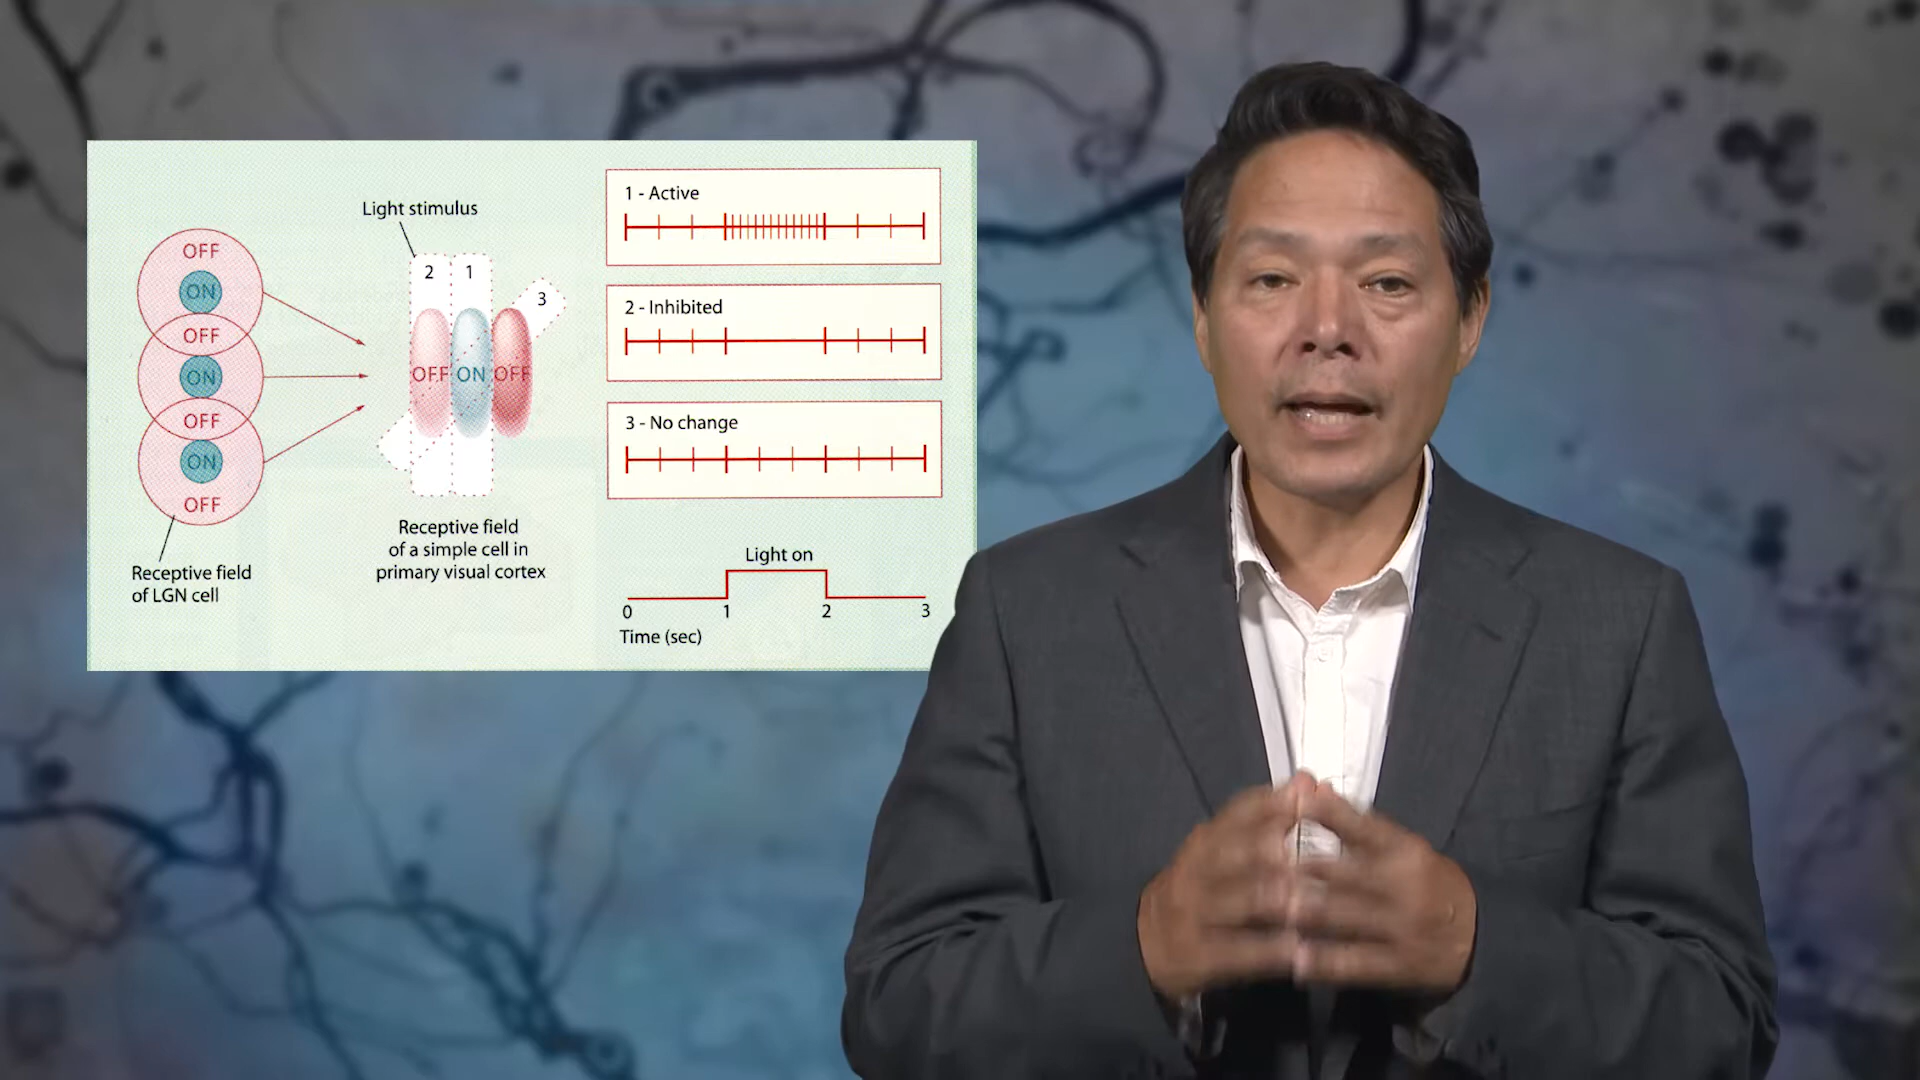 OFF
ON
OFF
ON
OFF
ON
OFF
Receptive field
of LGN cell
Light stimulus
2 1
3
OFF ON OFF
Receptive field
of a simple cell in
primary visual cortex
1 - Active
2 - Inhibited
3 - No change
Light on
0 1 2 3
Time (sec)